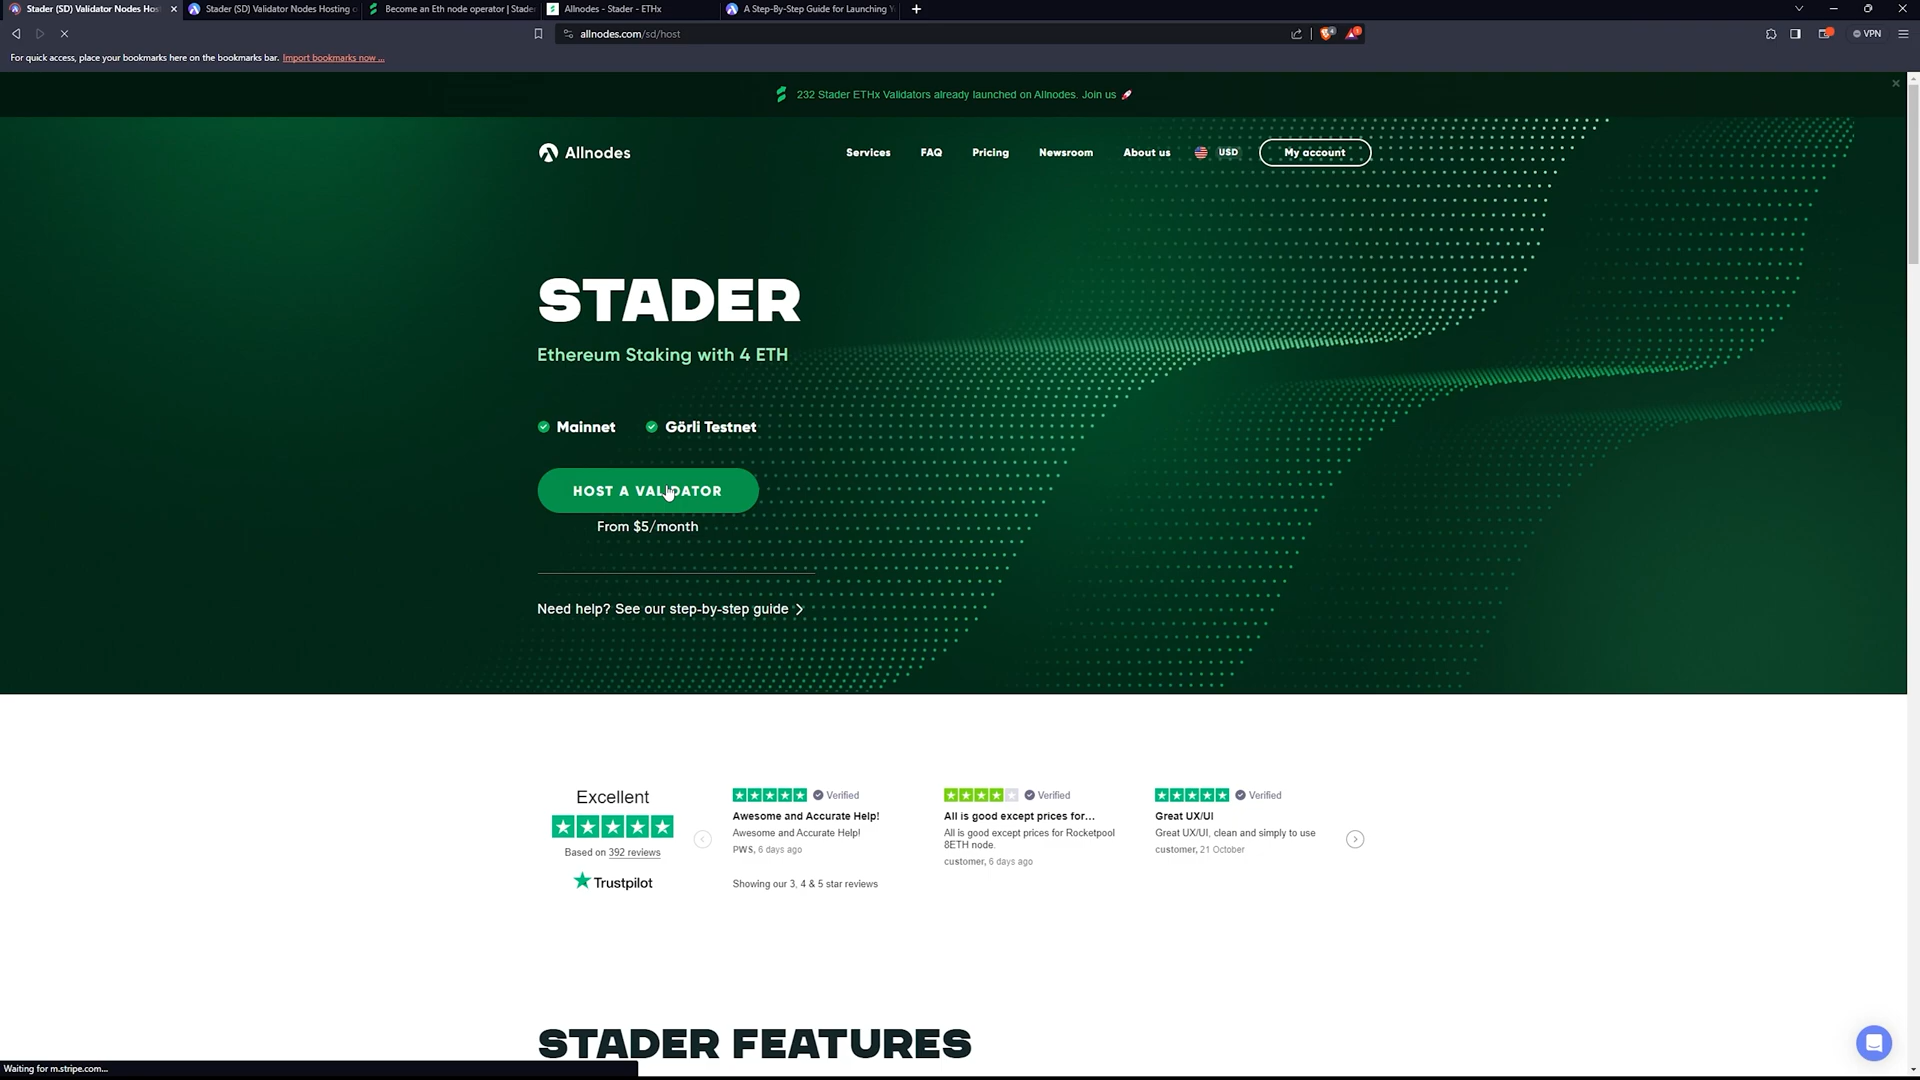 Stader (SD) Validator Nodes Hos
Stader (SD) Validator Nodes Hosting
Become an Eth node operator | Stade
Allnodes - Stader - ETHx
A Step-By-Step Guide for Launching Y
allnodes.com/sd/host
VPN
For quick access, place your bookmarks here on the bookmarks bar. Import bookmarks now ...
232 Stader ETHx Validators already launched on Allnodes. Join us 🚀
Allnodes
Services
FAQ
Pricing
Newsroom
About us
USD
My account
STADER
Ethereum Staking with 4 ETH
Mainnet
Görli Testnet
HOST A VALIDATOR
From $5/month
Need help? See our step-by-step guide
Excellent
Based on 392 reviews
Trustpilot
Verified
Awesome and Accurate Help!
Awesome and Accurate Help!
PWS, 6 days ago
Showing our 3, 4 & 5 star reviews
Verified
All is good except prices for...
All is good except prices for Rocketpool
8ETH node.
customer, 6 days ago
Verified
Great UX/UI
Great UX/UI, clean and simply to use
customer, 21 October
STADER FEATURES
Waiting for m.stripe.com...